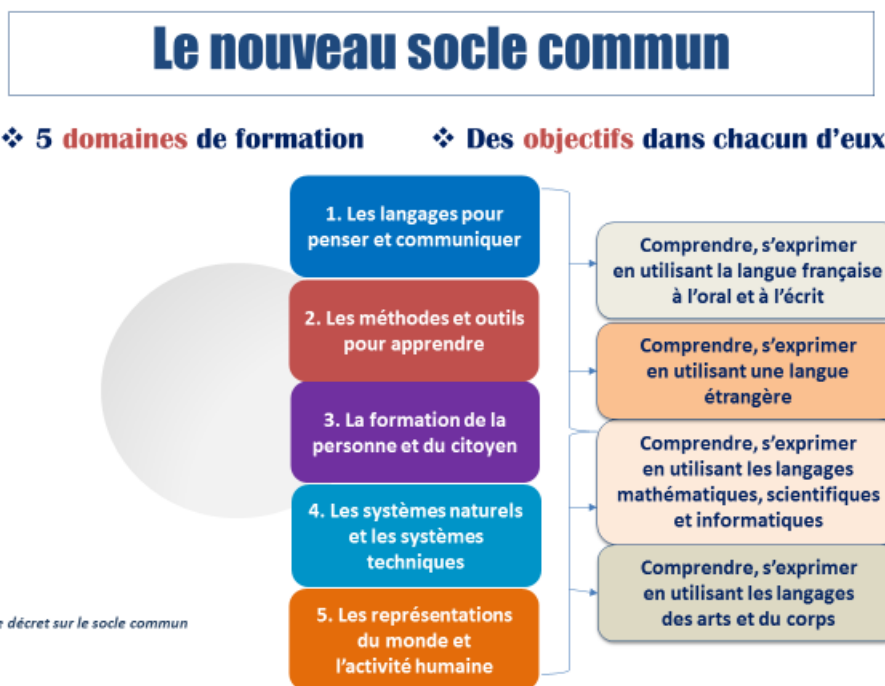 Le nouveau socle commun
❖ 5 domaines de formation
❖ Des objectifs dans chacun d'eux
1. Les langages pour
penser et communiquer
2. Les méthodes et outils
pour apprendre
3. La formation de la
personne et du citoyen
4. Les systèmes naturels
et les systèmes
techniques
5. Les représentations
du monde et
l'activité humaine
Comprendre, s'exprimer
en utilisant la langue française
à l'oral et à l'écrit
Comprendre, s'exprimer
en utilisant une langue
étrangère
Comprendre, s'exprimer
en utilisant les langages
mathématiques, scientifiques
et informatiques
Comprendre, s'exprimer
en utilisant les langages
des arts et du corps
décret sur le socle commun